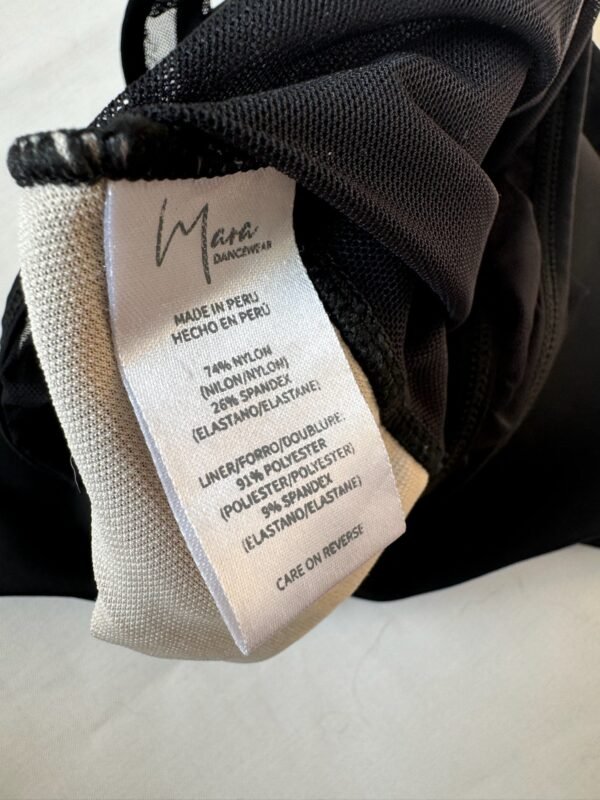 Mara
DANCEWEAR
MADE IN PERU
HECHO EN PERÚ
74% NYLON
(NILON/NYLON)
26% SPANDEX
(ELASTANO/ELASTANE)
LINER/FORRO/DOUBLURE:
91% POLYESTER
(POLIESTER/POLYESTER)
9% SPANDEX
(ELASTANO/ELASTANE)
CARE ON REVERSE